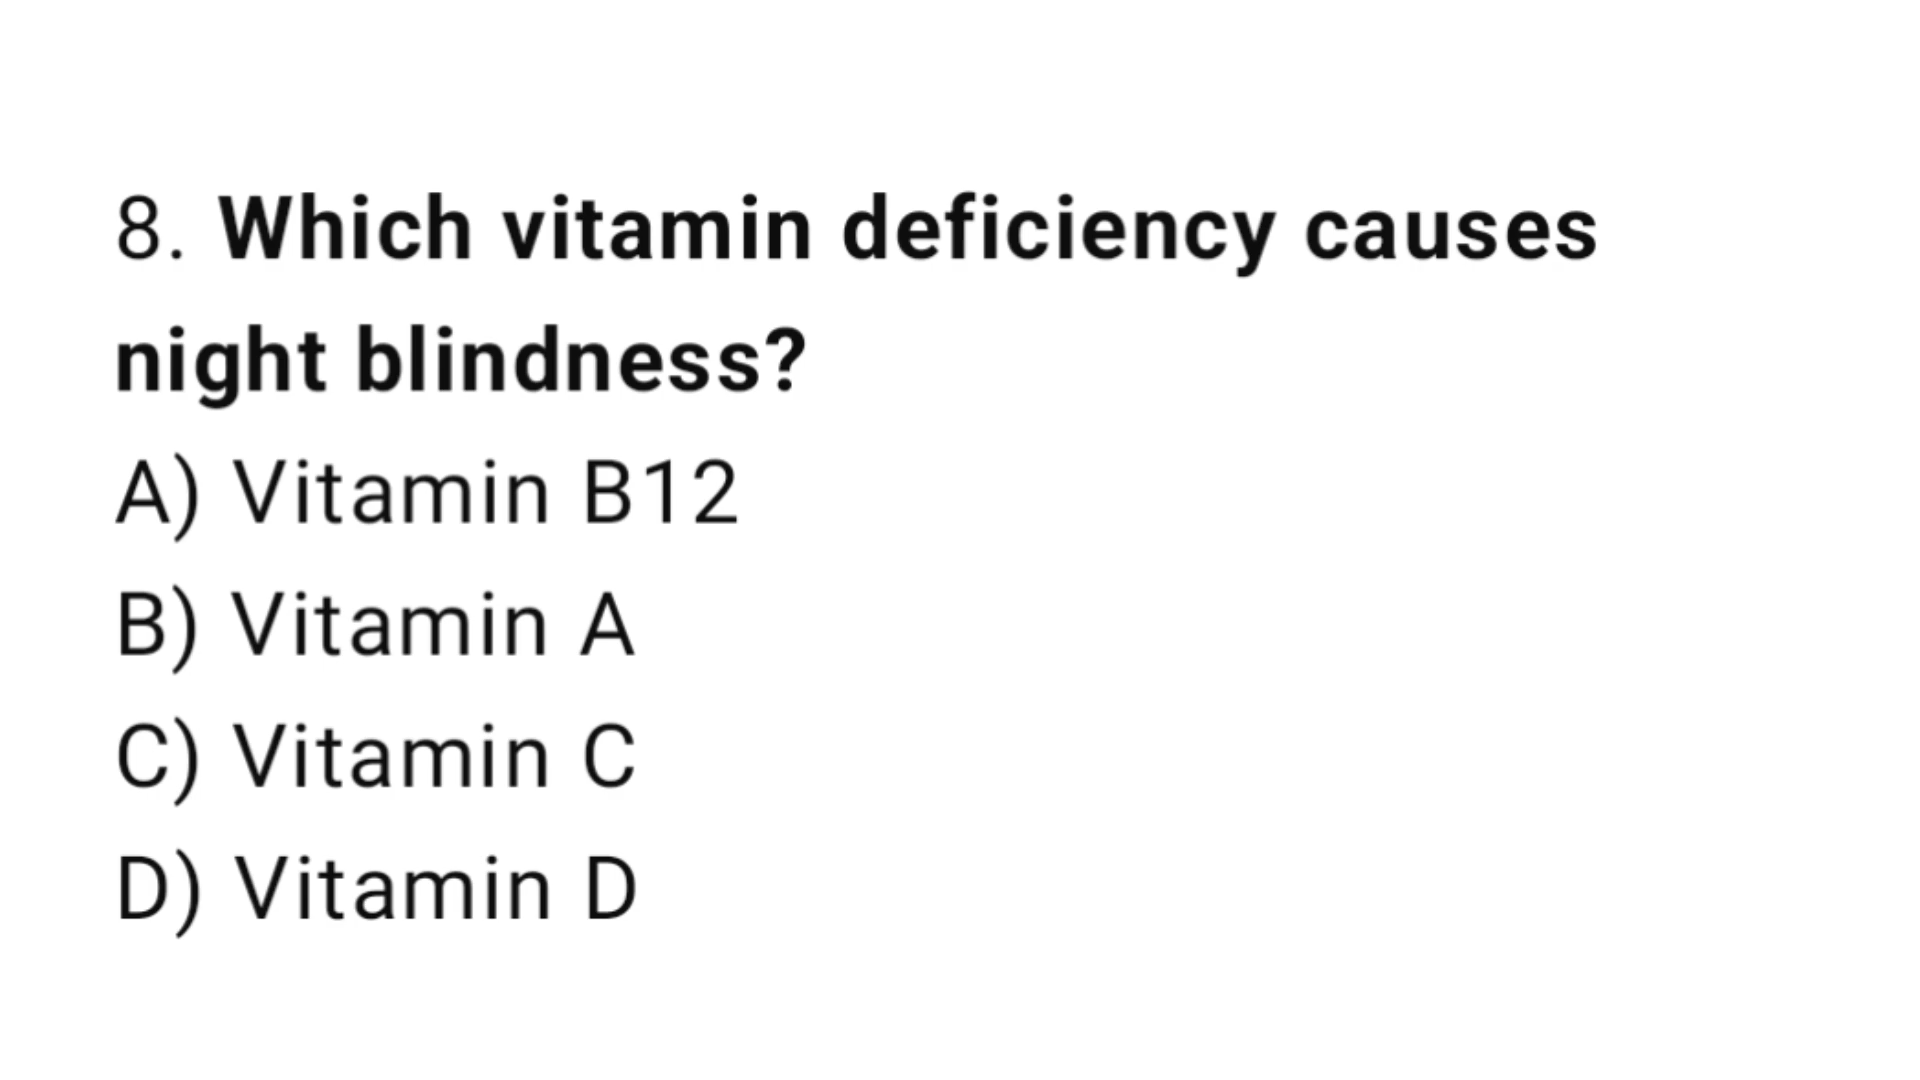 8. Which vitamin deficiency causes
night blindness?
A) Vitamin B12
B) Vitamin A
C) Vitamin C
D) Vitamin D